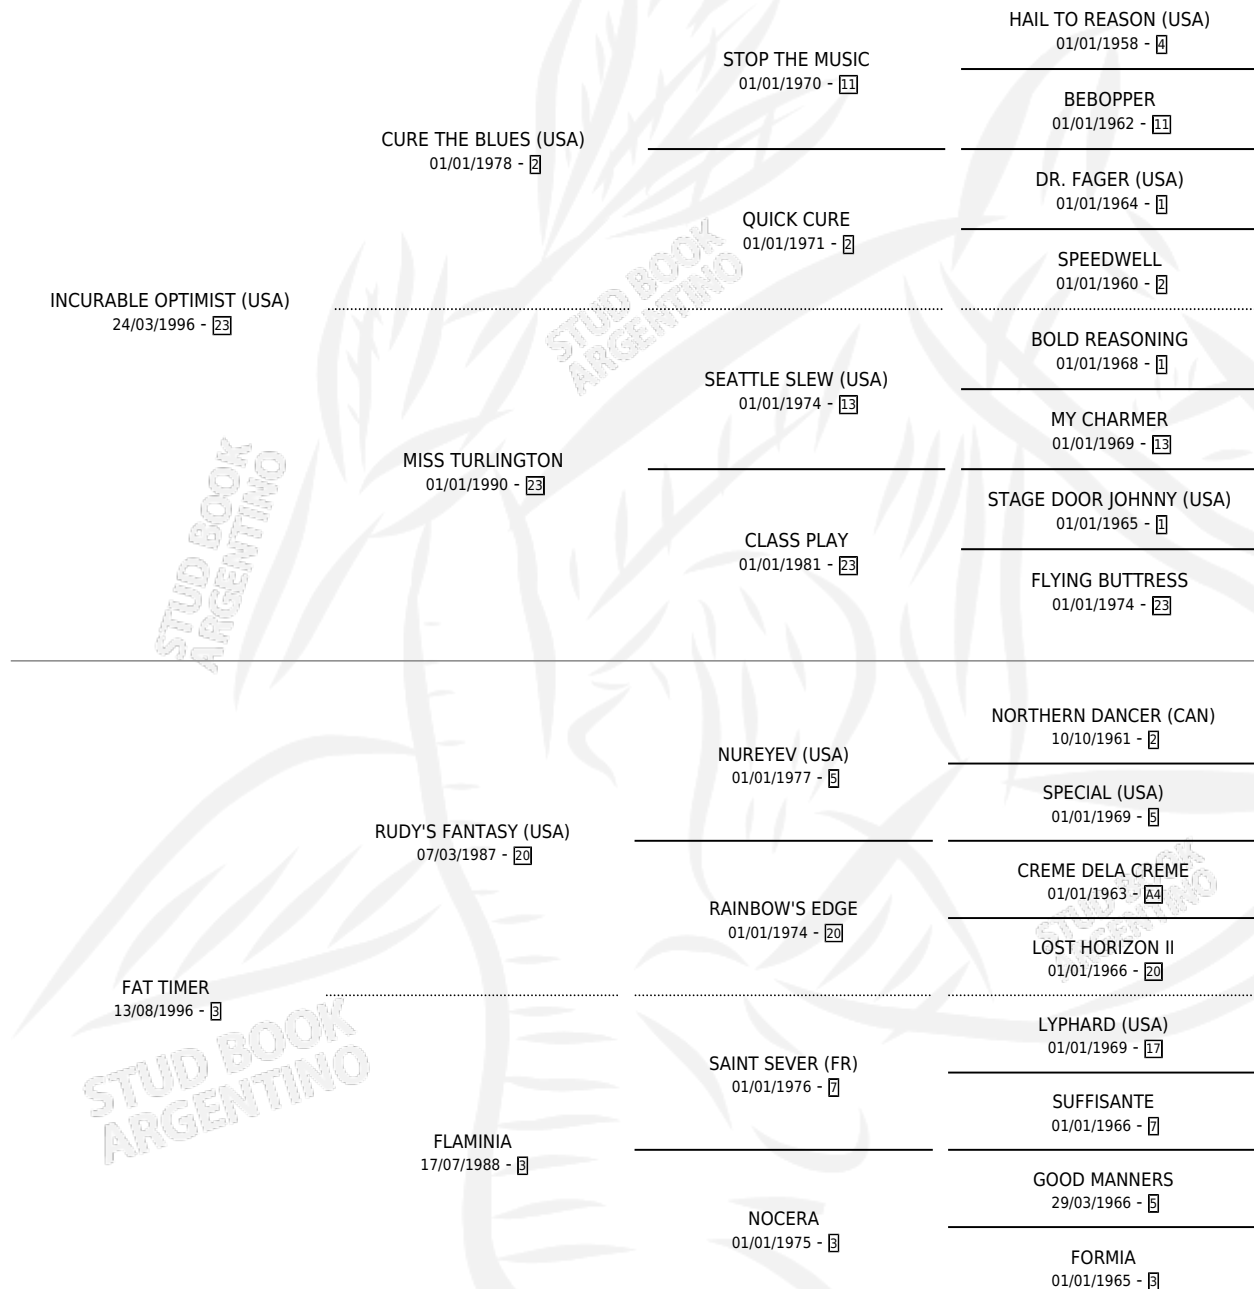 HAIL TO REASON (USA)
01/01/1958 - 4
STOP THE MUSIC
01/01/1970 - 11
BEBOPPER
01/01/1962 - 11
CURE THE BLUES (USA)
01/01/1978 - 2
DR. FAGER (USA)
01/01/1964 - 1
QUICK CURE
01/01/1971 - 2
SPEEDWELL
01/01/1960 - 2
INCURABLE OPTIMIST (USA)
24/03/1996 - 23
BOLD REASONING
01/01/1968 - 1
SEATTLE SLEW (USA)
01/01/1974 - 13
MY CHARMER
01/01/1969 - 13
MISS TURLINGTON
01/01/1990 - 23
STAGE DOOR JOHNNY (USA)
01/01/1965 - 1
CLASS PLAY
01/01/1981 - 23
FLYING BUTTRESS
01/01/1974 - 23
NORTHERN DANCER (CAN)
10/10/1961 - 2
NUREYEV (USA)
01/01/1977 - 5
SPECIAL (USA)
01/01/1969 - 5
RUDY'S FANTASY (USA)
07/03/1987 - 20
CREME DELA CREME
01/01/1963 - A4
RAINBOW'S EDGE
01/01/1974 - 20
LOST HORIZON II
01/01/1966 - 20
FAT TIMER
13/08/1996 - 3
LYPHARD (USA)
01/01/1969 - 17
SAINT SEVER (FR)
01/01/1976 - 7
SUFFISANTE
01/01/1966 - 7
FLAMINIA
17/07/1988 - 3
GOOD MANNERS
29/03/1966 - 5
NOCERA
01/01/1975 - 3
FORMIA
01/01/1965 - 3
STUD BOOK
ARGENTINO
STUD BOOK
ARGENTINO
STUD BOOK
ARGENTINO
STUD BOOK
ARGENTINO